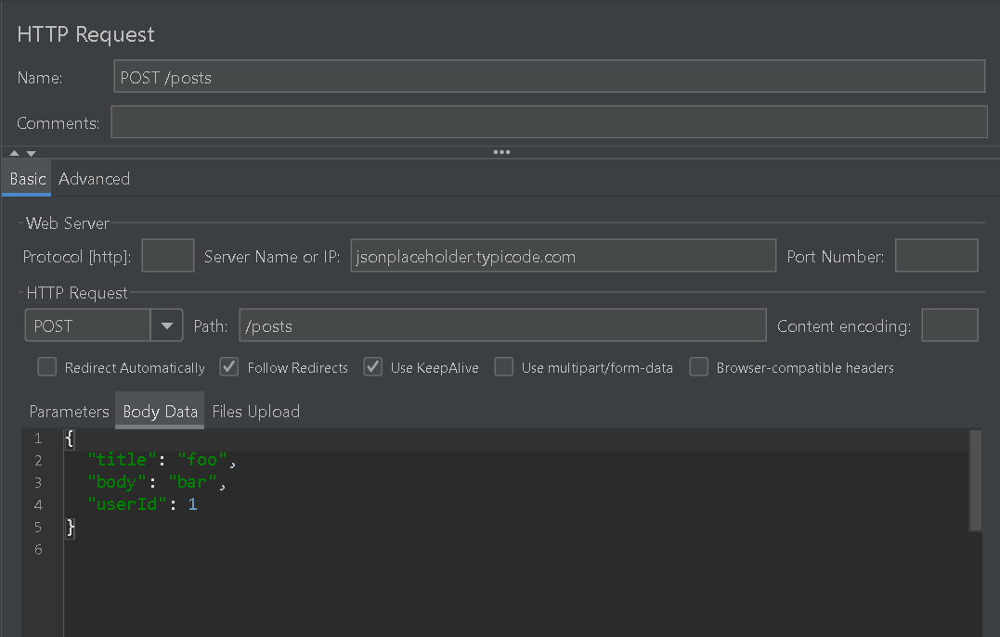 HTTP Request
Name: POST /posts
Comments:
Basic Advanced
Web Server
Protocol [http]: Server Name or IP: jsonplaceholder.typicode.com Port Number:
HTTP Request
POST Path: /posts Content encoding:
Redirect Automatically Follow Redirects Use KeepAlive Use multipart/form-data Browser-compatible headers
Parameters Body Data Files Upload
1 {
2 "title": "foo",
3 "body": "bar",
4 "userId": 1
5 }
6